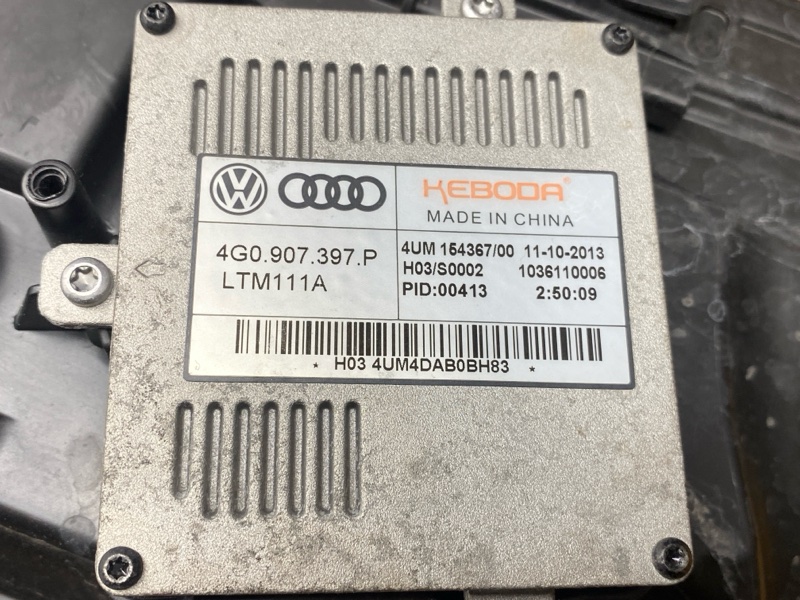 VW
KEBODA®
MADE IN CHINA
4G0.907.397.P
LTM111A
4UM 154367/00 11-10-2013
H03/S0002 1036110006
PID:00413 2:50:09
* H03 4UM4DAB0BH83 *